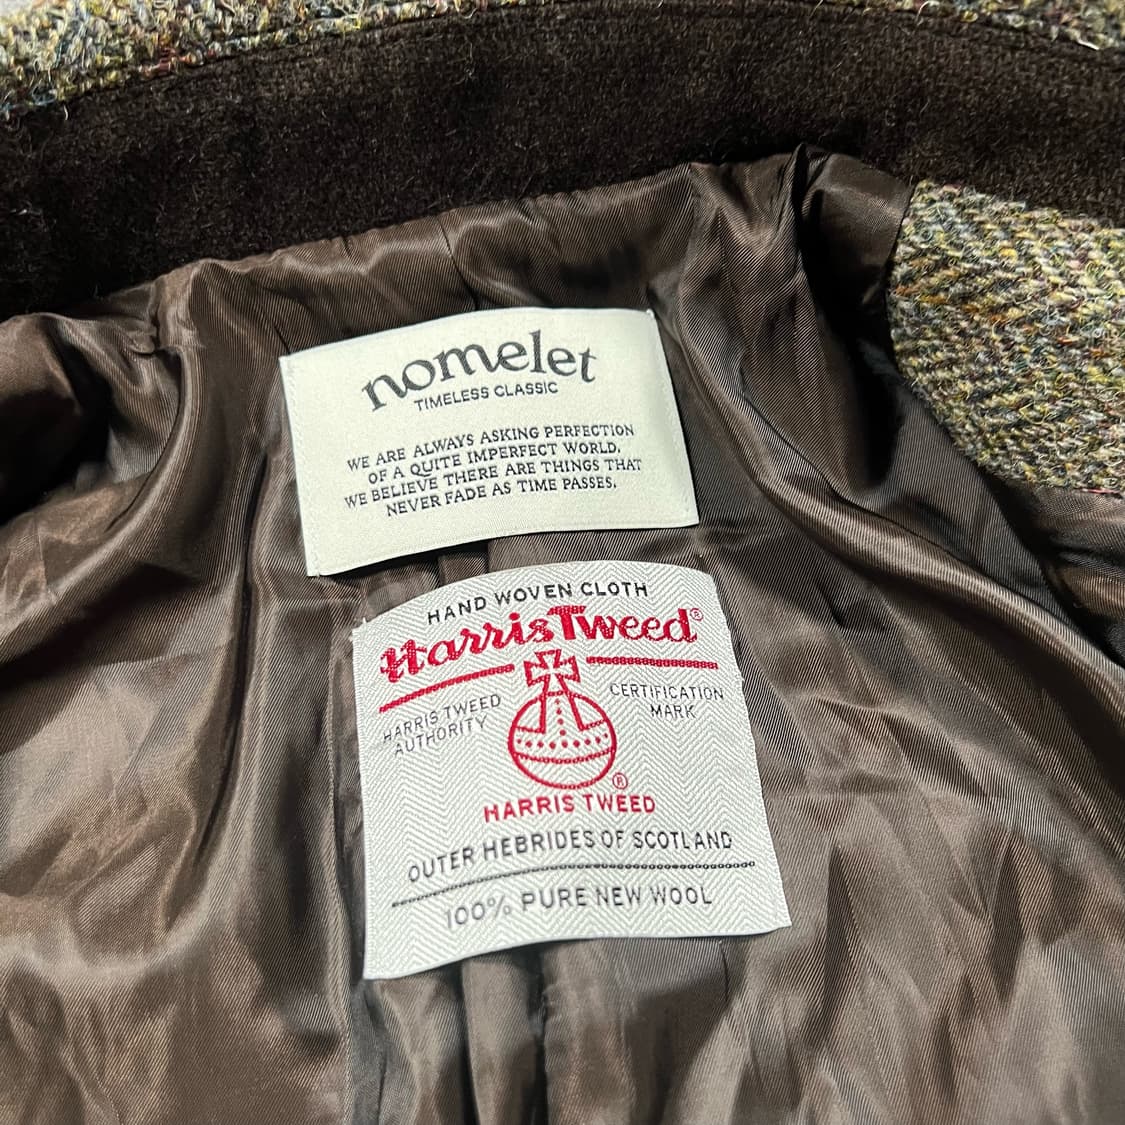 nomelet
TIMELESS CLASSIC
WE ARE ALWAYS ASKING PERFECTION
OF A QUITE IMPERFECT WORLD.
WE BELIEVE THERE ARE THINGS THAT
NEVER FADE AS TIME PASSES.
HAND WOVEN CLOTH
Harris Tweed®
HARRIS TWEED
AUTHORITY
CERTIFICATION
MARK
®
HARRIS TWEED
OUTER HEBRIDES OF SCOTLAND
100% PURE NEW WOOL